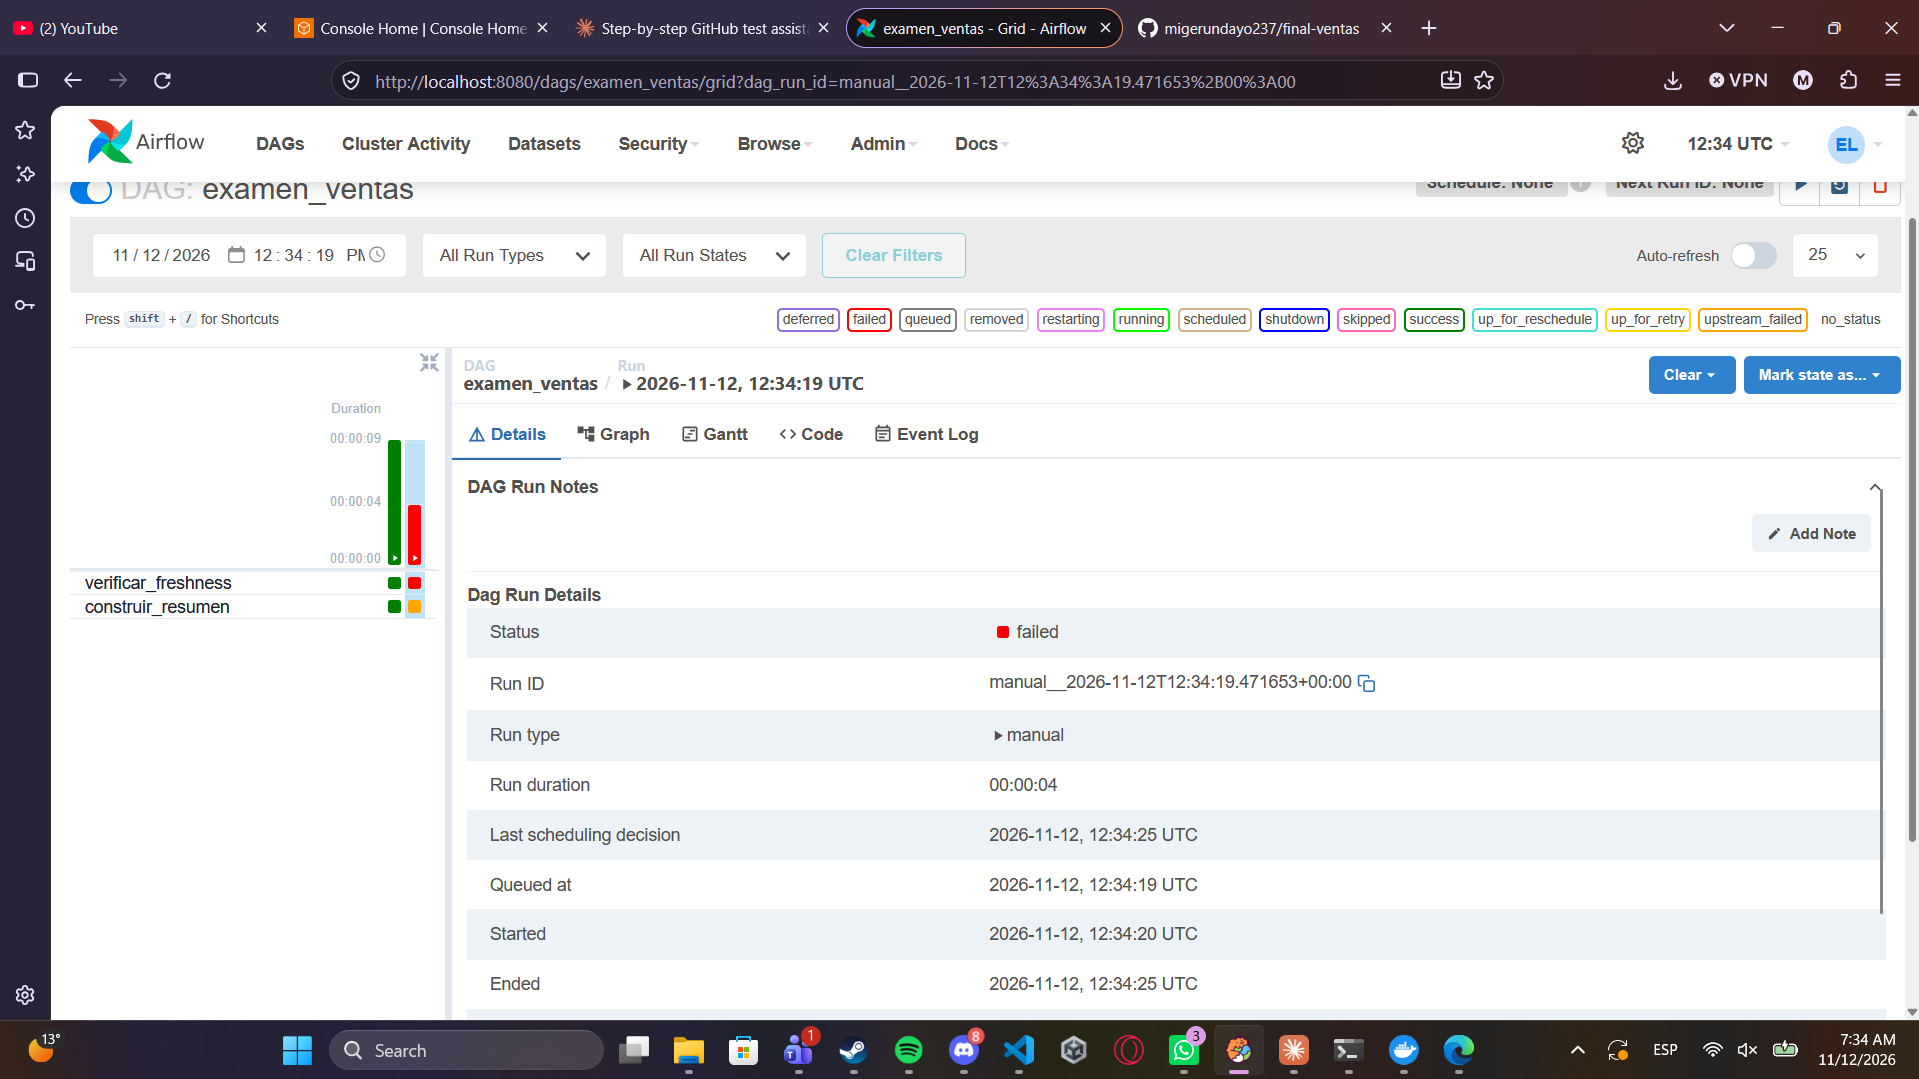 (2) YouTube
Console Home | Console Home
Step-by-step GitHub test assista
examen_ventas - Grid - Airflow
migerundayo237/final-ventas
http://localhost:8080/dags/examen_ventas/grid?dag_run_id=manual__2026-11-12T12%3A34%3A19.471653%2B00%3A00
VPN
M
Airflow
DAGs
Cluster Activity
Datasets
Security
Browse
Admin
Docs
12:34 UTC
EL
DAG: examen_ventas
Schedule: None
Next Run ID: None
11 / 12 / 2026
12 : 34 : 19 PM
All Run Types
All Run States
Clear Filters
Auto-refresh
25
Press shift + / for Shortcuts
deferred
failed
queued
removed
restarting
running
scheduled
shutdown
skipped
success
up_for_reschedule
up_for_retry
upstream_failed
no_status
Duration
00:00:09
00:00:04
00:00:00
verificar_freshness
construir_resumen
DAG
examen_ventas
/
Run
2026-11-12, 12:34:19 UTC
Clear
Mark state as...
Details
Graph
Gantt
Code
Event Log
DAG Run Notes
Add Note
Dag Run Details
Status
failed
Run ID
manual__2026-11-12T12:34:19.471653+00:00
Run type
manual
Run duration
00:00:04
Last scheduling decision
2026-11-12, 12:34:25 UTC
Queued at
2026-11-12, 12:34:19 UTC
Started
2026-11-12, 12:34:20 UTC
Ended
2026-11-12, 12:34:25 UTC
13°
Search
1
8
3
ESP
7:34 AM
11/12/2026